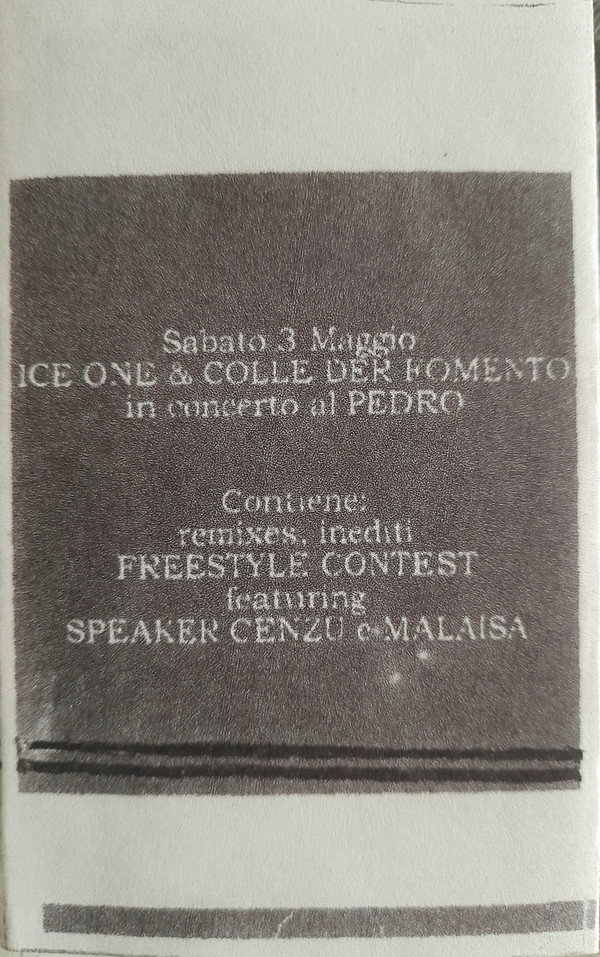 Sabato 3 Maggio
ICE ONE & COLLE DER FOMENTO
in concerto al PEDRO
Contiene:
remixes, inediti
FREESTYLE CONTEST
featuring
SPEAKER CENZU e MALAISA